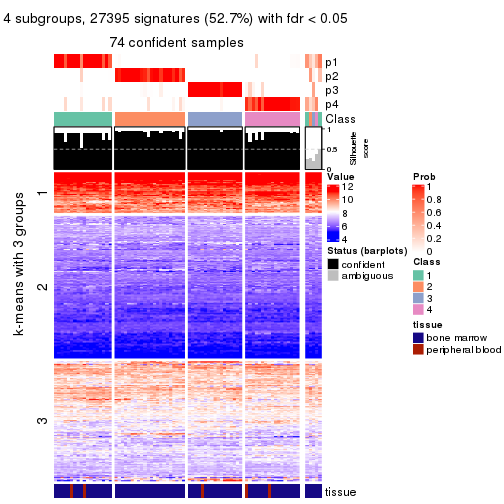 4 subgroups, 27395 signatures (52.7%) with fdr < 0.05
74 confident samples
p1
p2
p3
p4
Class
1
0.5
0
Silhouette
score
k-means with 3 groups
1
2
3
tissue
Value
12
10
8
6
4
Status (barplots)
confident
ambiguous
Prob
1
0.8
0.6
0.4
0.2
0
Class
1
2
3
4
tissue
bone marrow
peripheral blood